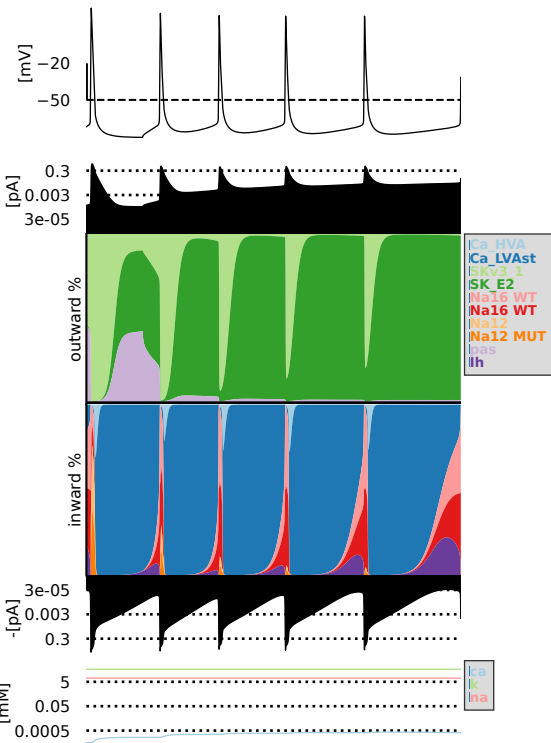 [mV]
−20
−50
[pA]
0.3
0.003
3e-05
outward %
Ca_HVA
Ca_LVAst
SKv3_1
SK_E2
Na16 WT
Na16 WT
Na12
Na12 MUT
pas
Ih
inward %
-[pA]
3e-05
0.003
0.3
[mM]
5
0.05
0.0005
ca
k
na